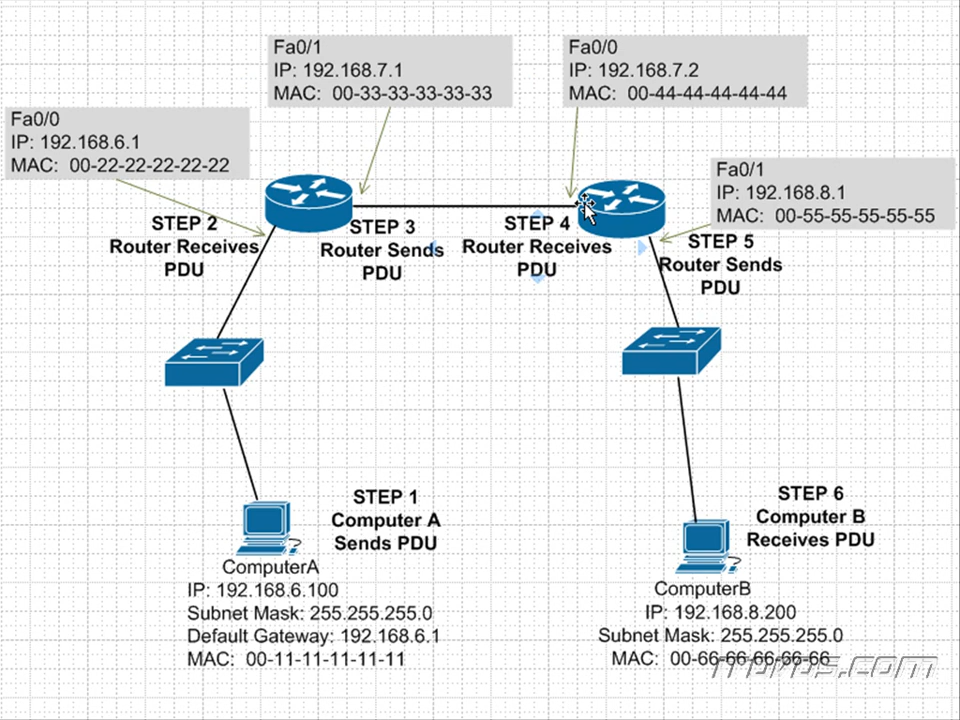 Fa0/1
IP: 192.168.7.1
MAC: 00-33-33-33-33-33
Fa0/0
IP: 192.168.7.2
MAC: 00-44-44-44-44-44
Fa0/0
IP: 192.168.6.1
MAC: 00-22-22-22-22-22
Fa0/1
IP: 192.168.8.1
MAC: 00-55-55-55-55-55
STEP 2
Router Receives
PDU
STEP 3
Router Sends
PDU
STEP 4
Router Receives
PDU
STEP 5
Router Sends
PDU
STEP 1
Computer A
Sends PDU
STEP 6
Computer B
Receives PDU
ComputerA
IP: 192.168.6.100
Subnet Mask: 255.255.255.0
Default Gateway: 192.168.6.1
MAC: 00-11-11-11-11-11
ComputerB
IP: 192.168.8.200
Subnet Mask: 255.255.255.0
MAC: 00-66-66-66-66-66